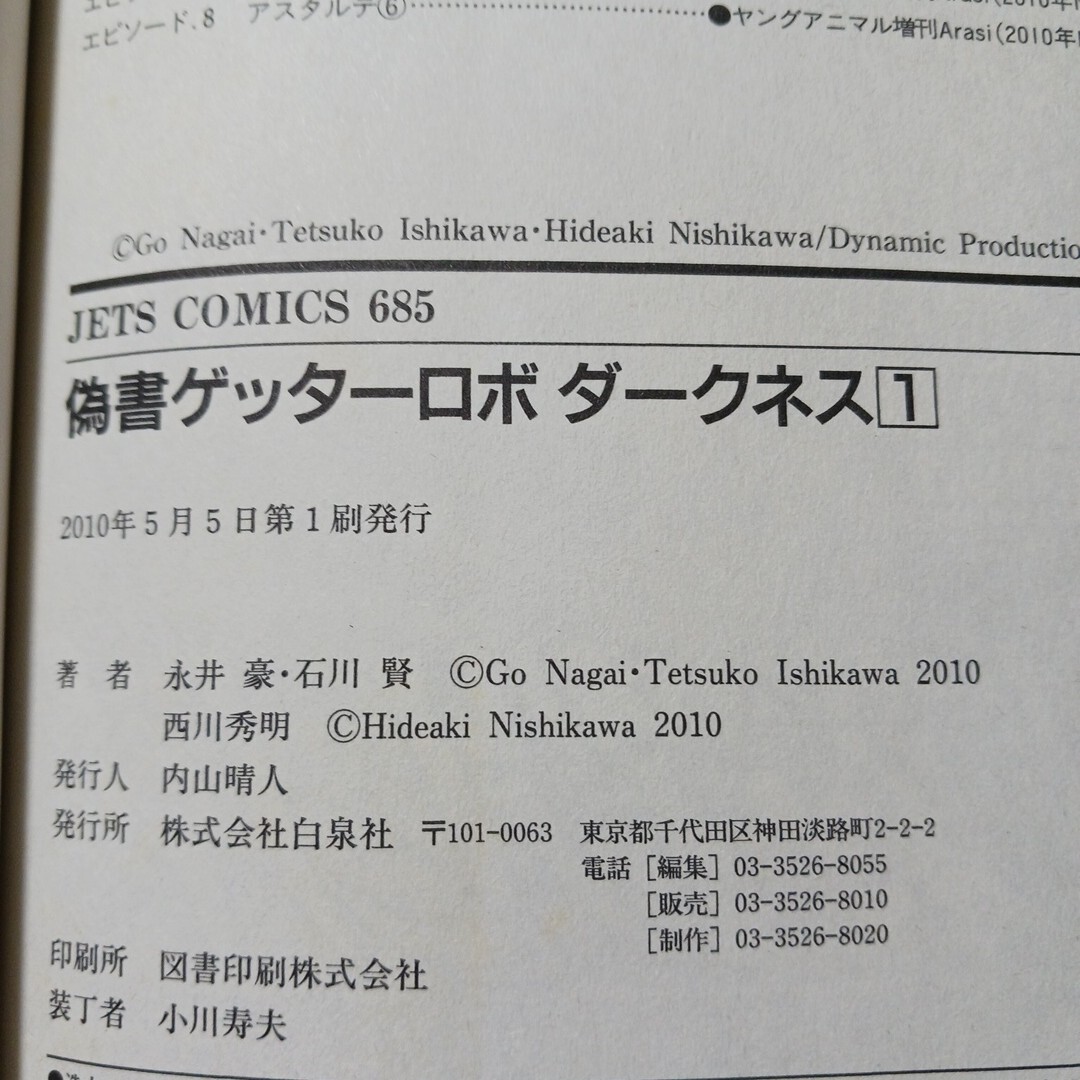 エピソード.8 アスタルテ⑥……………………………●ヤングアニマル増刊Arasi(2010年
©Go Nagai・Tetsuko Ishikawa・Hideaki Nishikawa/Dynamic Productio
JETS COMICS 685
偽書ゲッターロボ ダークネス1
2010年5月5日第1刷発行
著者 永井 豪・石川 賢 ©Go Nagai・Tetsuko Ishikawa 2010
西川秀明 ©Hideaki Nishikawa 2010
発行人 内山晴人
発行所 株式会社白泉社 〒101-0063 東京都千代田区神田淡路町2-2-2
電話[編集]03-3526-8055
[販売]03-3526-8010
[制作]03-3526-8020
印刷所 図書印刷株式会社
装丁者 小川寿夫